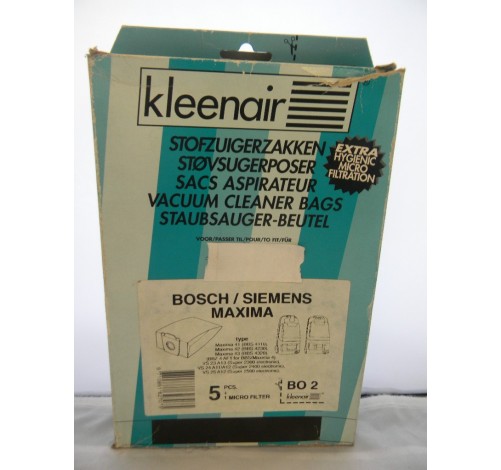 kleenair
STOFZUIGERZAKKEN
STØVSUGERPOSER
SACS ASPIRATEUR
VACUUM CLEANER BAGS
STAUBSAUGER-BEUTEL
EXTRA
HYGIENIC
MICRO
FILTRATION
VOOR/PASSER TIL/POUR/TO FIT/FÜR
BOSCH / SIEMENS
MAXIMA
type
5 PCS.
+
1 MICRO FILTER
BO 2
kleenair